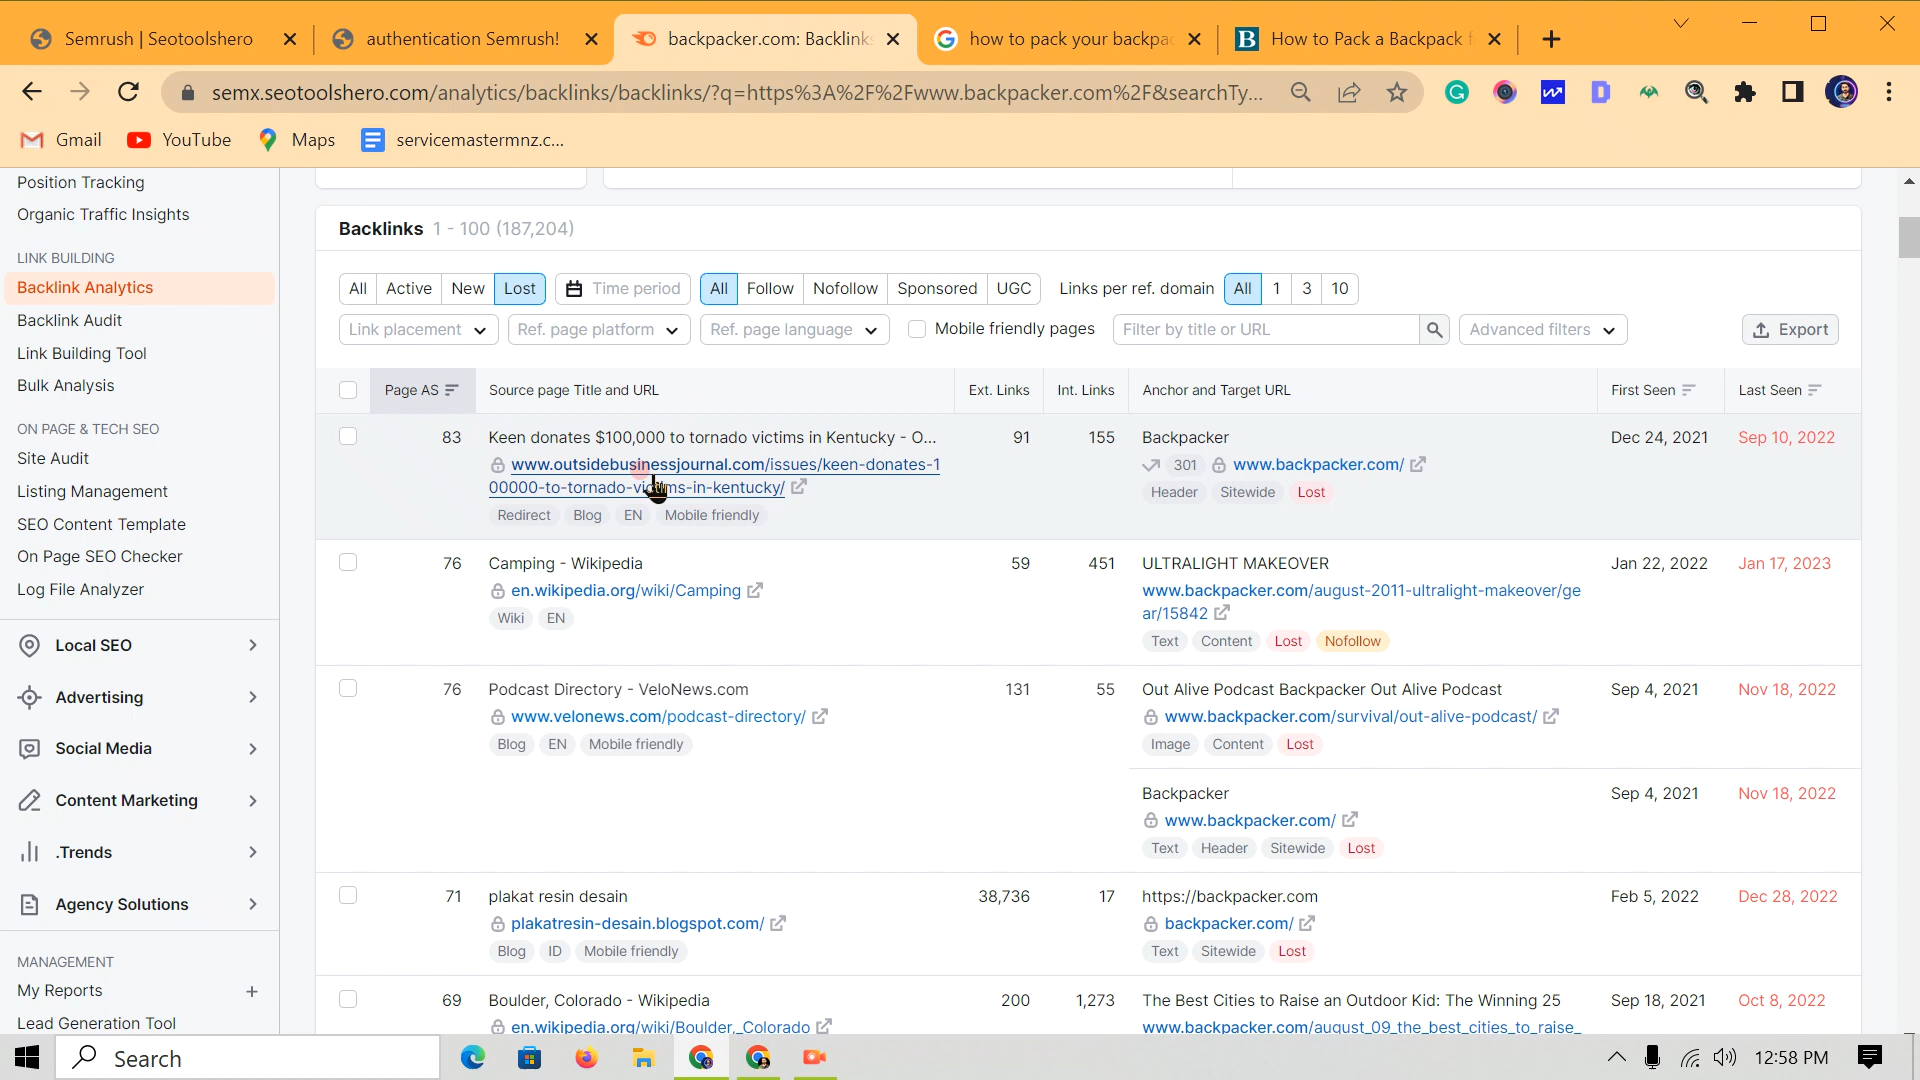 Semrush | Seotoolshero
authentication Semrush!
backpacker.com: Backlinks
how to pack your backpac
How to Pack a Backpack f
semx.seotoolshero.com/analytics/backlinks/backlinks/?q=https%3A%2F%2Fwww.backpacker.com%2F&searchTy...
Gmail
YouTube
Maps
servicemastermnz.c...
Position Tracking
Organic Traffic Insights
LINK BUILDING
Backlink Analytics
Backlink Audit
Link Building Tool
Bulk Analysis
ON PAGE & TECH SEO
Site Audit
Listing Management
SEO Content Template
On Page SEO Checker
Log File Analyzer
Local SEO
Advertising
Social Media
Content Marketing
.Trends
Agency Solutions
MANAGEMENT
My Reports +
Lead Generation Tool
Backlinks 1 - 100 (187,204)
All Active New Lost Time period All Follow Nofollow Sponsored UGC Links per ref. domain All 1 3 10
Link placement Ref. page platform Ref. page language Mobile friendly pages Filter by title or URL Advanced filters Export
Page AS Source page Title and URL Ext. Links Int. Links Anchor and Target URL First Seen Last Seen
83 Keen donates $100,000 to tornado victims in Kentucky - O... 91 155 Backpacker Dec 24, 2021 Sep 10, 2022
www.outsidebusinessjournal.com/issues/keen-donates-1 301 www.backpacker.com/
00000-to-tornado-victims-in-kentucky/ Header Sitewide Lost
Redirect Blog EN Mobile friendly
76 Camping - Wikipedia 59 451 ULTRALIGHT MAKEOVER Jan 22, 2022 Jan 17, 2023
en.wikipedia.org/wiki/Camping www.backpacker.com/august-2011-ultralight-makeover/ge
Wiki EN ar/15842
Text Content Lost Nofollow
76 Podcast Directory - VeloNews.com 131 55 Out Alive Podcast Backpacker Out Alive Podcast Sep 4, 2021 Nov 18, 2022
www.velonews.com/podcast-directory/ www.backpacker.com/survival/out-alive-podcast/
Blog EN Mobile friendly Image Content Lost
Backpacker Sep 4, 2021 Nov 18, 2022
www.backpacker.com/
Text Header Sitewide Lost
71 plakat resin desain 38,736 17 https://backpacker.com Feb 5, 2022 Dec 28, 2022
plakatresin-desain.blogspot.com/ backpacker.com/
Blog ID Mobile friendly Text Sitewide Lost
69 Boulder, Colorado - Wikipedia 200 1,273 The Best Cities to Raise an Outdoor Kid: The Winning 25 Sep 18, 2021 Oct 8, 2022
en.wikipedia.org/wiki/Boulder,_Colorado www.backpacker.com/august_09_the_best_cities_to_raise_
Search
12:58 PM